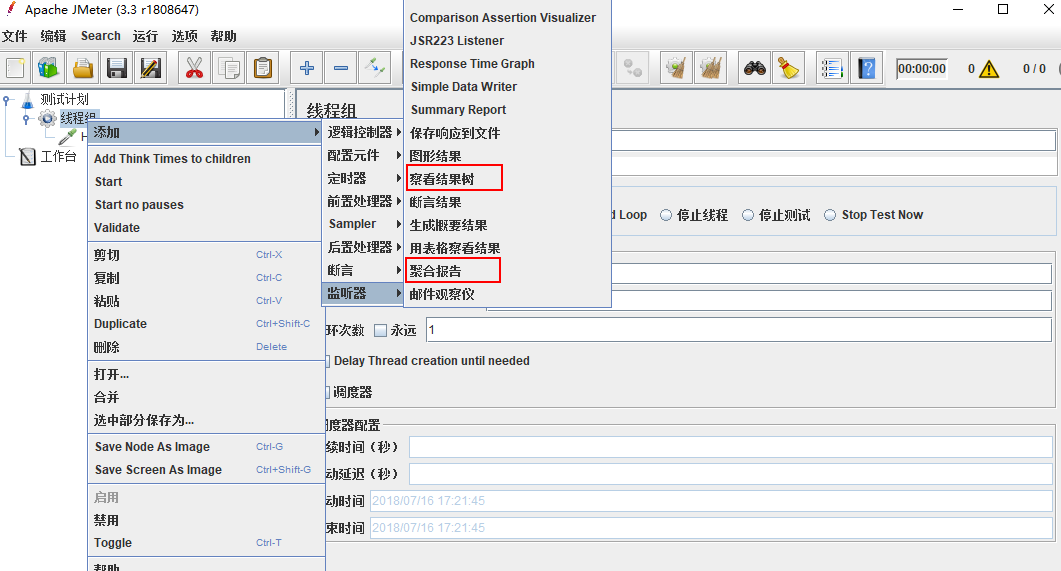 Apache JMeter (3.3 r1808647)
文件 编辑 Search 运行 选项 帮助
00:00:00 0 0 / 0
测试计划
线程组
工作台
线程组
添加
Add Think Times to children
Start
Start no pauses
Validate
剪切 Ctrl-X
复制 Ctrl-C
粘贴 Ctrl-V
Duplicate Ctrl+Shift-C
删除 Delete
打开...
合并
选中部分保存为...
Save Node As Image Ctrl-G
Save Screen As Image Ctrl+Shift-G
启用
禁用
Toggle Ctrl-T
帮助
逻辑控制器
配置元件
定时器
前置处理器
Sampler
后置处理器
断言
监听器
Comparison Assertion Visualizer
JSR223 Listener
Response Time Graph
Simple Data Writer
Summary Report
保存响应到文件
图形结果
察看结果树
断言结果
生成概要结果
用表格察看结果
聚合报告
邮件观察仪
Loop 停止线程 停止测试 Stop Test Now
环次数 永远 1
Delay Thread creation until needed
调度器
度器配置
续时间（秒）
动延迟（秒）
动时间 2018/07/16 17:21:45
束时间 2018/07/16 17:21:45